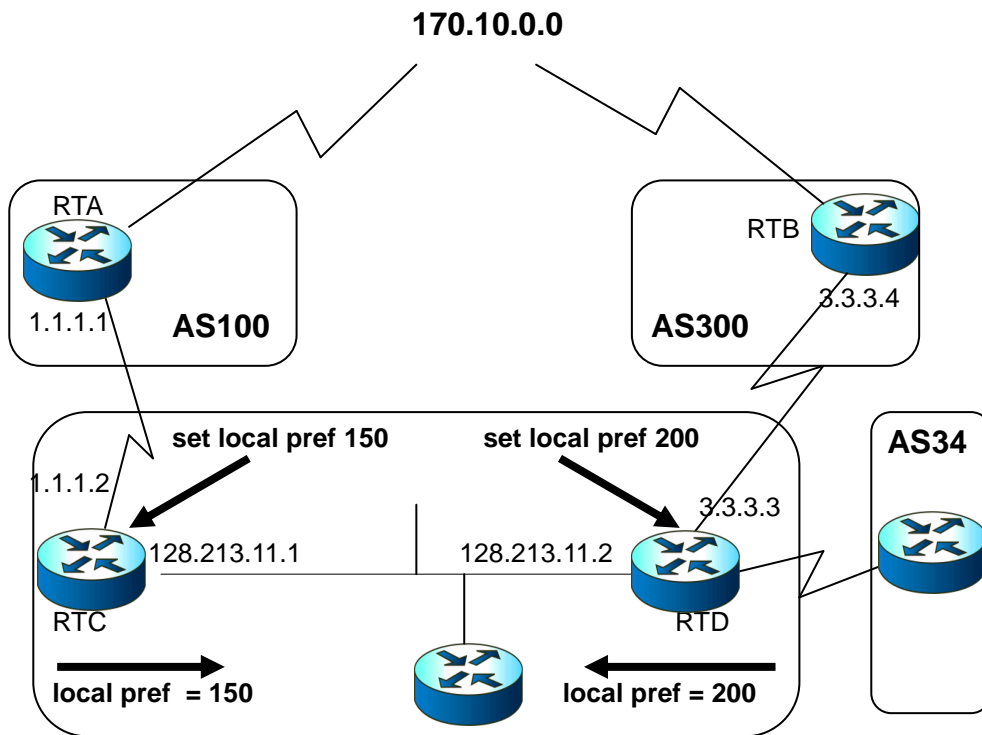 170.10.0.0
RTA
RTB
1.1.1.1
AS100
AS300
3.3.3.4
set local pref 150
set local pref 200
AS34
1.1.1.2
3.3.3.3
128.213.11.1
128.213.11.2
RTC
RTD
local pref = 150
local pref = 200